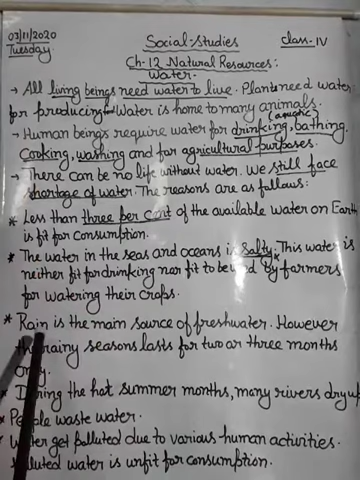 03/11/2020 Social-Studies Class-IV
Tuesday
Ch-12 Natural Resources:
Water-
→ All living beings need water to live. Plants need water
for producing food. Water is home to many animals.
(aquatic)
→ Human beings require water for drinking, bathing,
Cooking, washing and for agricultural purposes.
→ There can be no life without water. We still face
shortage of water. The reasons are as follows:
* Less than three per cent of the available water on Earth
is fit for consumption.
* The water in the seas and oceans is salty. This water is
neither fit for drinking nor fit to be used by farmers
for watering their crops.
* Rain is the main source of freshwater. However
the rainy seasons lasts for two or three months
only.
* During the hot summer months, many rivers dry up
* People waste water.
* Water get polluted due to various human activities.
Polluted water is unfit for consumption.